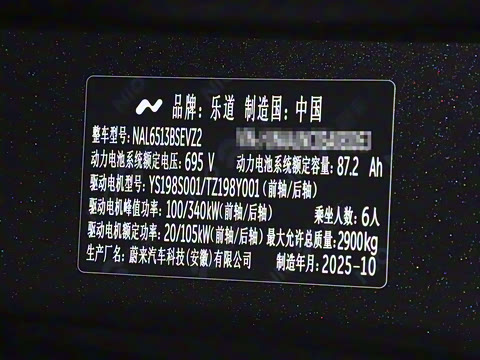 品牌: 乐道 制造国: 中国
整车型号: NAL6513BSEVZ2
动力电池系统额定电压: 695 V 动力电池系统额定容量: 87.2 Ah
驱动电机型号: YS198S001/TZ198Y001 (前轴/后轴)
驱动电机峰值功率: 100/340kW(前轴/后轴) 乘坐人数: 6人
驱动电机额定功率: 20/105kW(前轴/后轴) 最大允许总质量: 2900kg
生产厂名: 蔚来汽车科技(安徽)有限公司 制造年月: 2025-10